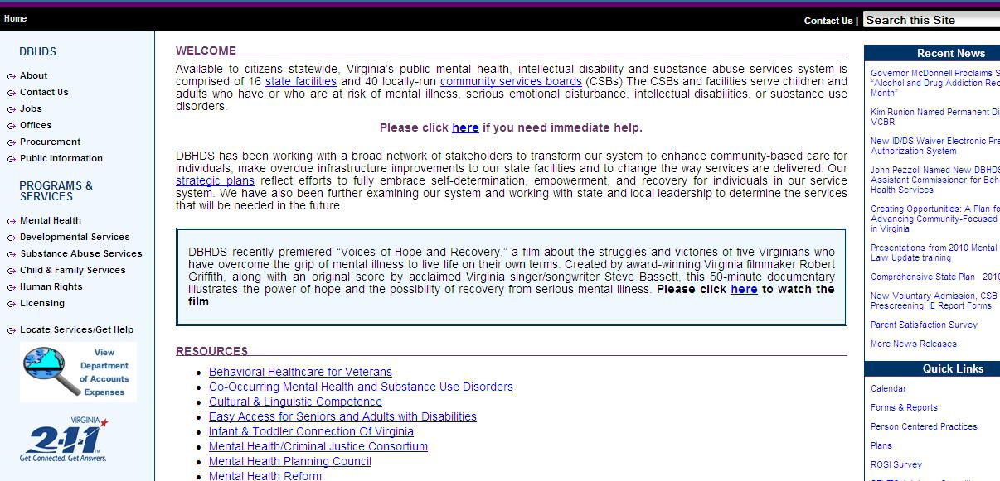 Home
Contact Us |
Search this Site
DBHDS
About
Contact Us
Jobs
Offices
Procurement
Public Information
PROGRAMS &
SERVICES
Mental Health
Developmental Services
Substance Abuse Services
Child & Family Services
Human Rights
Licensing
Locate Services/Get Help
View
Department
of Accounts
Expenses
VIRGINIA
2-1-1
Get Connected. Get Answers.
WELCOME
Available to citizens statewide, Virginia's public mental health, intellectual disability and substance abuse services system is
comprised of 16 state facilities and 40 locally-run community services boards (CSBs) The CSBs and facilities serve children and
adults who have or who are at risk of mental illness, serious emotional disturbance, intellectual disabilities, or substance use
disorders.
Please click here if you need immediate help.
DBHDS has been working with a broad network of stakeholders to transform our system to enhance community-based care for
individuals, make overdue infrastructure improvements to our state facilities and to change the way services are delivered. Our
strategic plans reflect efforts to fully embrace self-determination, empowerment, and recovery for individuals in our service
system. We have also been further examining our system and working with state and local leadership to determine the services
that will be needed in the future.
DBHDS recently premiered “Voices of Hope and Recovery,” a film about the struggles and victories of five Virginians who
have overcome the grip of mental illness to live life on their own terms. Created by award-winning Virginia filmmaker Robert
Griffith, along with an original score by acclaimed Virginia singer/songwriter Steve Bassett, this 50-minute documentary
illustrates the power of hope and the possibility of recovery from serious mental illness. Please click here to watch the
film.
RESOURCES
Behavioral Healthcare for Veterans
Co-Occurring Mental Health and Substance Use Disorders
Cultural & Linguistic Competence
Easy Access for Seniors and Adults with Disabilities
Infant & Toddler Connection Of Virginia
Mental Health/Criminal Justice Consortium
Mental Health Planning Council
Mental Health Reform
Recent News
Governor McDonnell Proclaims S
“Alcohol and Drug Addiction Rec
Month”
Kim Runion Named Permanent Di
VCBR
New ID/DS Waiver Electronic Pre
Authorization System
John Pezzoli Named New DBHDS
Assistant Commissioner for Beh
Health Services
Creating Opportunities: A Plan fo
Advancing Community-Focused
in Virginia
Presentations from 2010 Mental
Law Update training
Comprehensive State Plan 2010
New Voluntary Admission, CSB
Prescreening, IE Report Forms
Parent Satisfaction Survey
More News Releases
Quick Links
Calendar
Forms & Reports
Person Centered Practices
Plans
ROSI Survey